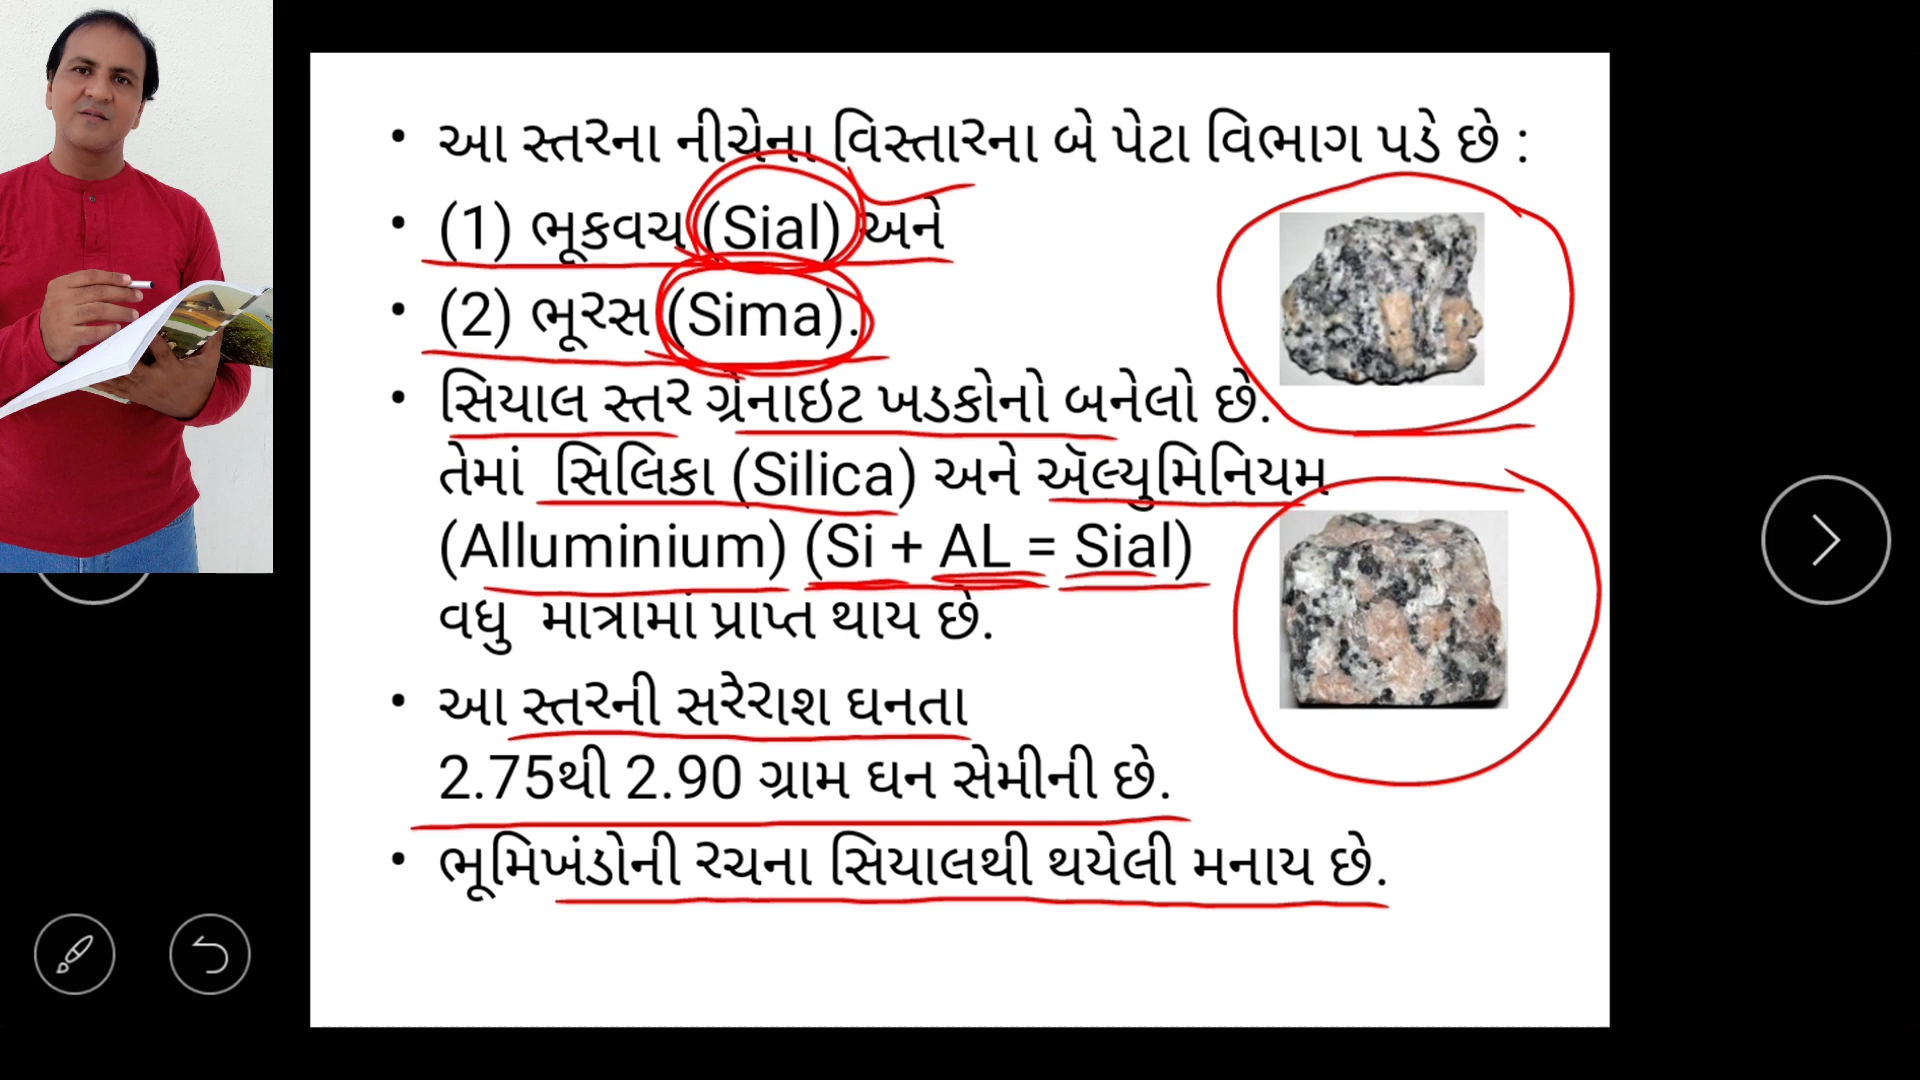 • આ સ્તરના નીચેના વિસ્તારના બે પેટા વિભાગ પડે છે :
• (1) ભૂકવચ (Sial) અને
• (2) ભૂરસ (Sima).
• સિયાલ સ્તર ગ્રેનાઇટ ખડકોનો બનેલો છે.
તેમાં સિલિકા (Silica) અને ઍલ્યુમિનિયમ
(Alluminium) (Si + AL = Sial)
વધુ માત્રામાં પ્રાપ્ત થાય છે.
• આ સ્તરની સરેરાશ ઘનતા
2.75થી 2.90 ગ્રામ ઘન સેમીની છે.
• ભૂમિખંડોની રચના સિયાલથી થયેલી મનાય છે.